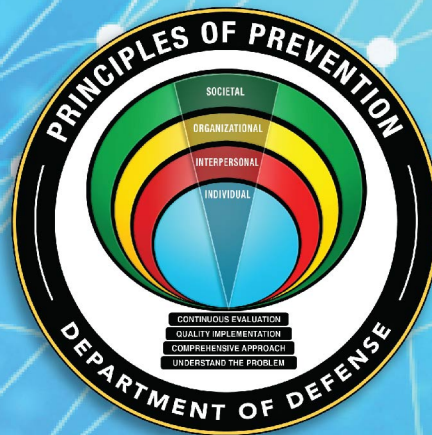 PRINCIPLES OF PREVENTION
SOCIETAL
ORGANIZATIONAL
INTERPERSONAL
INDIVIDUAL
CONTINUOUS EVALUATION
QUALITY IMPLEMENTATION
COMPREHENSIVE APPROACH
UNDERSTAND THE PROBLEM
DEPARTMENT OF DEFENSE